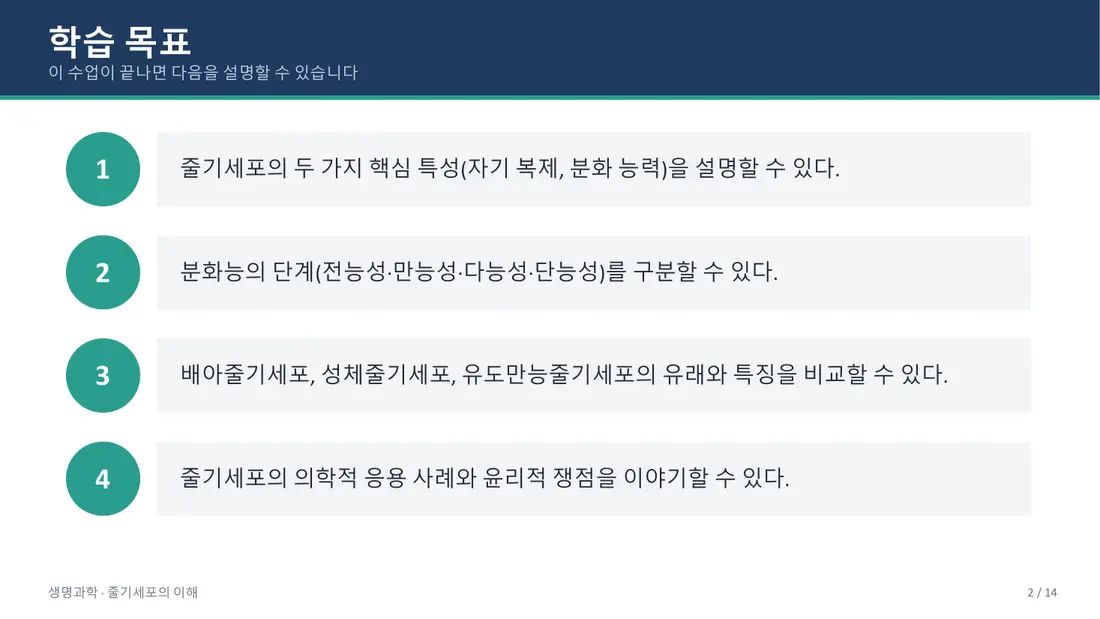 학습 목표
이 수업이 끝나면 다음을 설명할 수 있습니다
1
줄기세포의 두 가지 핵심 특성(자기 복제, 분화 능력)을 설명할 수 있다.
2
분화능의 단계(전능성·만능성·다능성·단능성)를 구분할 수 있다.
3
배아줄기세포, 성체줄기세포, 유도만능줄기세포의 유래와 특징을 비교할 수 있다.
4
줄기세포의 의학적 응용 사례와 윤리적 쟁점을 이야기할 수 있다.
생명과학 · 줄기세포의 이해
2 / 14